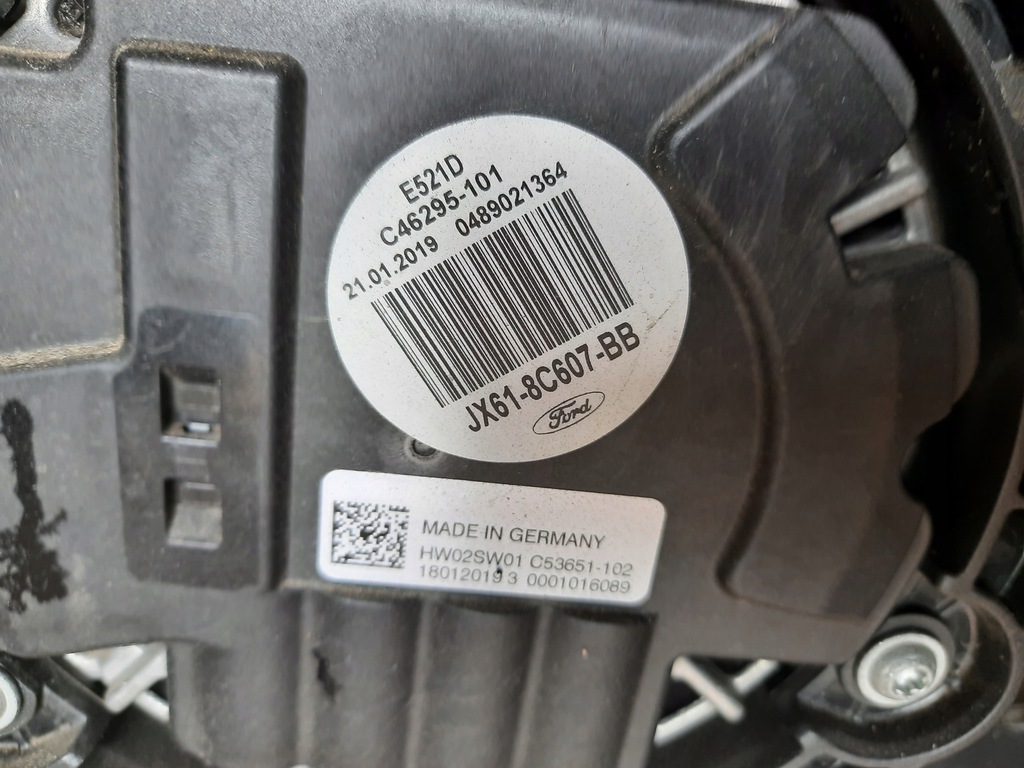 E521D
C46295-101
21.01.2019 0489021364
JX61-8C607-BB
Ford
MADE IN GERMANY
HW02SW01 C53651-102
18012019 3 0001016089